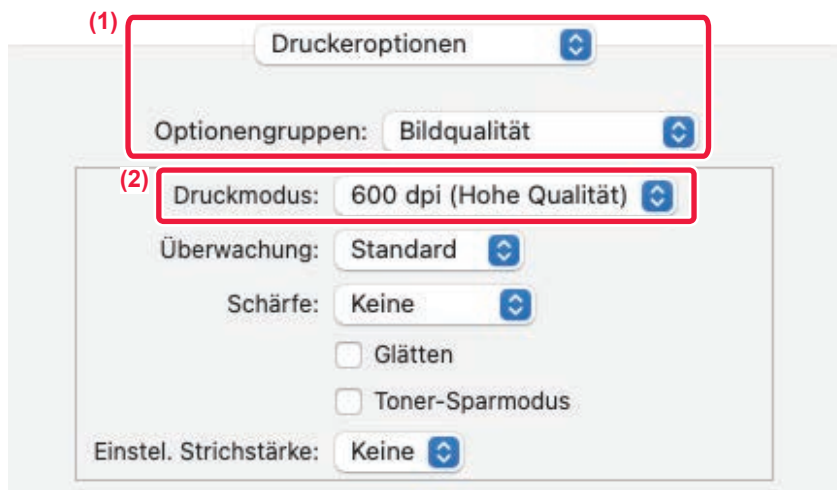 (1)
Druckeroptionen
Optionengruppen: Bildqualität
(2)
Druckmodus: 600 dpi (Hohe Qualität)
Überwachung: Standard
Schärfe: Keine
Glätten
Toner-Sparmodus
Einstel. Strichstärke: Keine